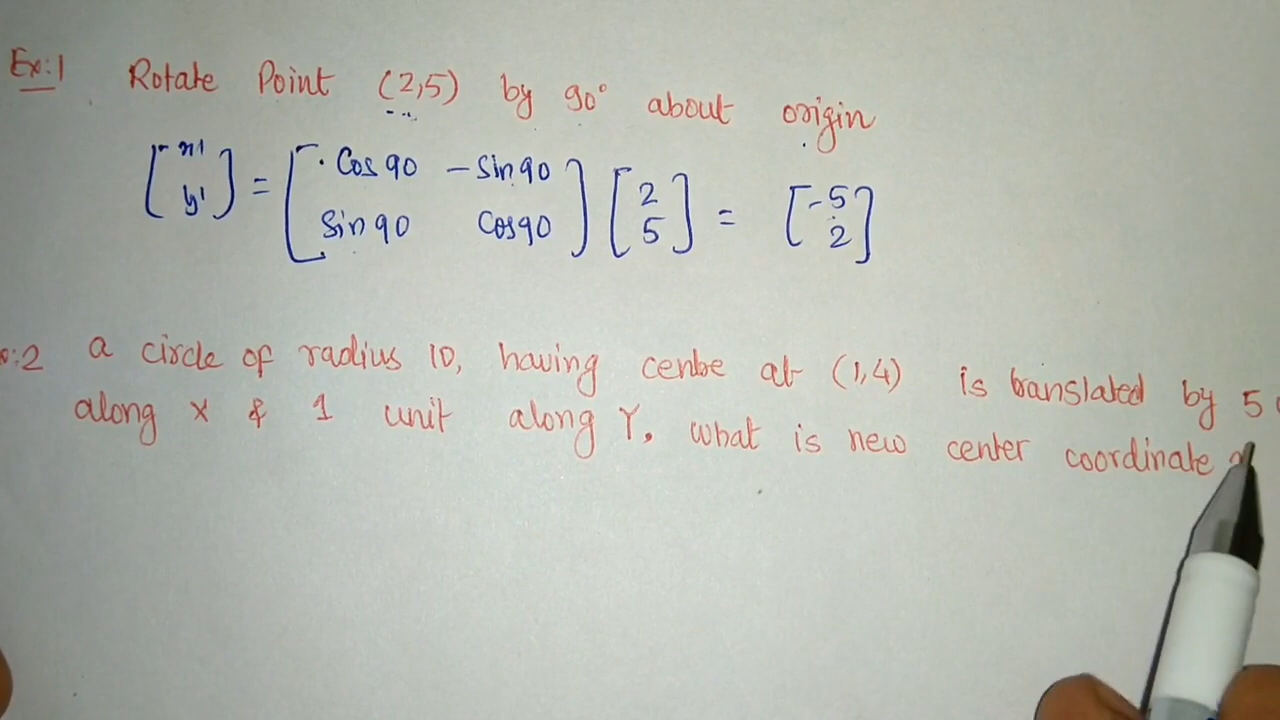 Ex:1 Rotate Point (2,5) by 90° about origin
[x' y'] = [cos 90 -sin 90 sin 90 cos 90] [2 5] = [-5 2]
:2 a circle of radius 10, having centre at (1,4) is translated by 5
along x & 1 unit along Y. what is new center coordinate